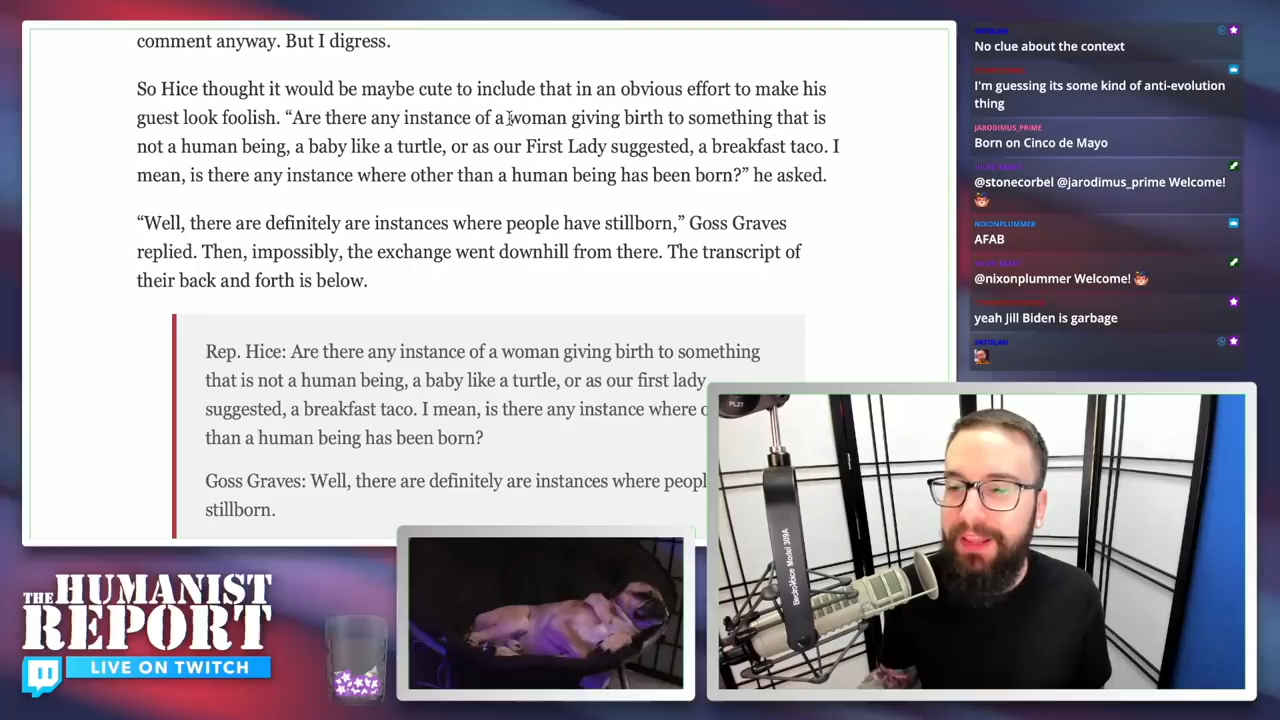 comment anyway. But I digress.
So Hice thought it would be maybe cute to include that in an obvious effort to make his
guest look foolish. “Are there any instance of a woman giving birth to something that is
not a human being, a baby like a turtle, or as our First Lady suggested, a breakfast taco. I
mean, is there any instance where other than a human being has been born?” he asked.
“Well, there are definitely are instances where people have stillborn,” Goss Graves
replied. Then, impossibly, the exchange went downhill from there. The transcript of
their back and forth is below.
Rep. Hice: Are there any instance of a woman giving birth to something
that is not a human being, a baby like a turtle, or as our first lady
suggested, a breakfast taco. I mean, is there any instance where
than a human being has been born?
Goss Graves: Well, there are definitely are instances where
stillborn.
No clue about the context
I'm guessing its some kind of anti-evolution
thing
JARODIMUS_PRIME
Born on Cinco de Mayo
@stonecorbel @jarodimus_prime Welcome!
NIXONPLUMMER
AFAB
@nixonplummer Welcome!
yeah Jill Biden is garbage
ElectroVoice Model 309A
THE HUMANIST
REPORT
LIVE ON TWITCH